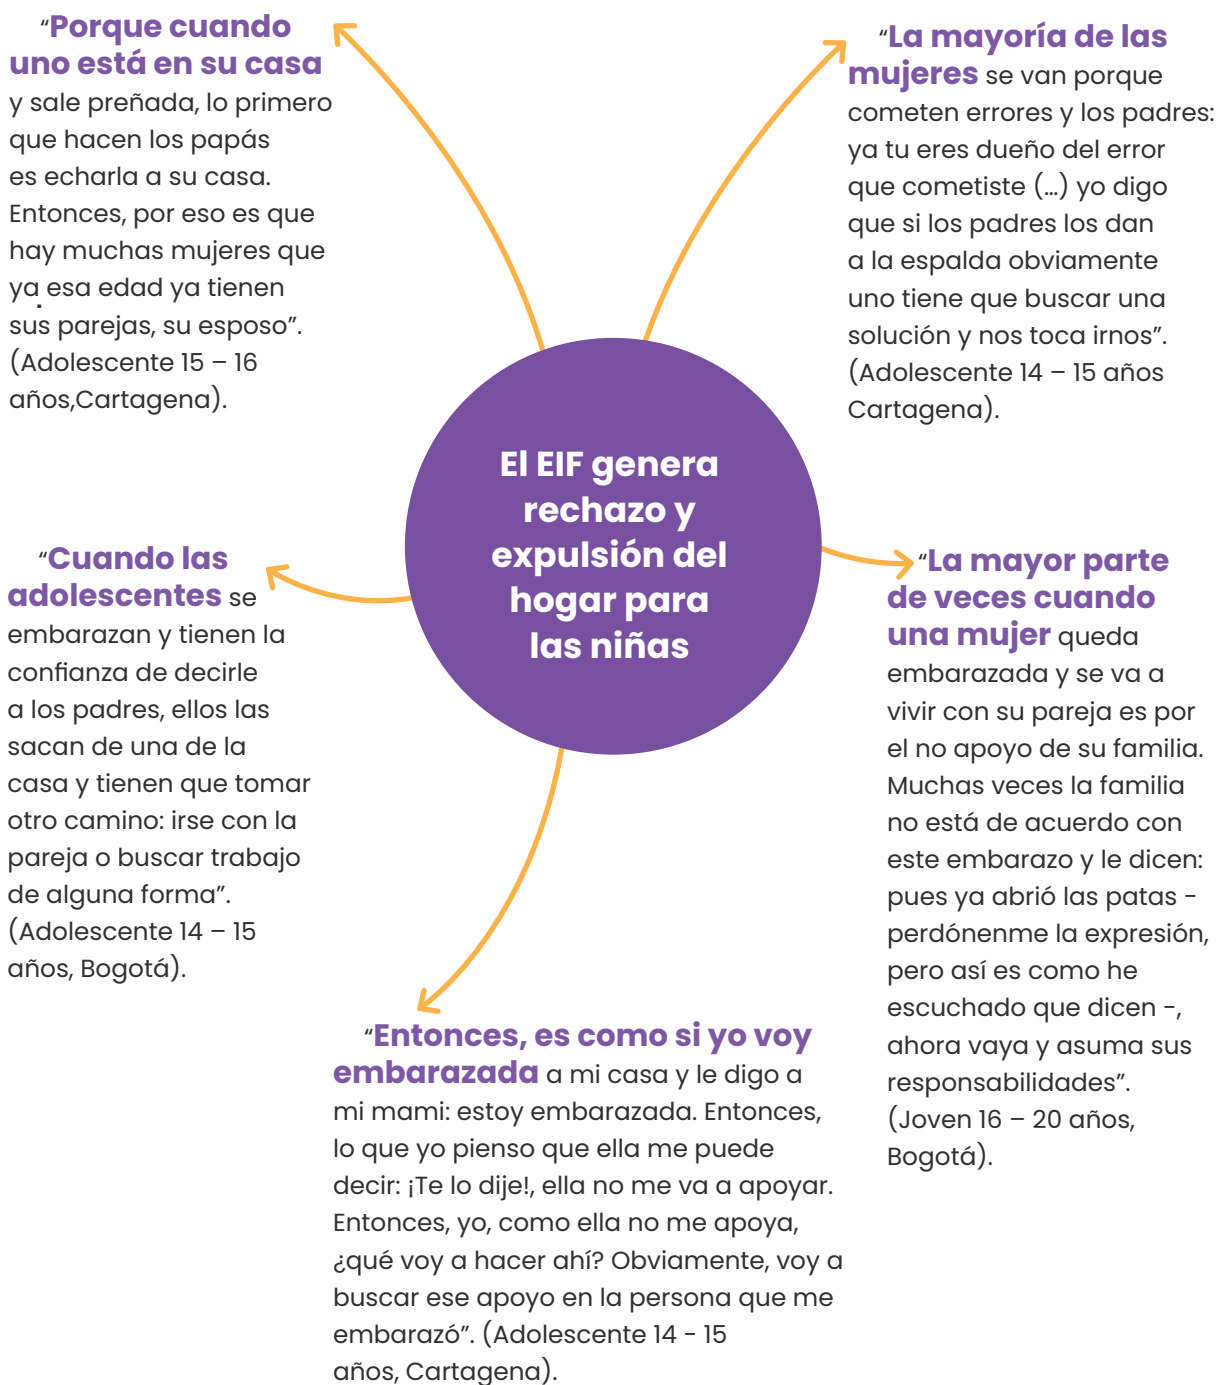 “Porque cuando
uno está en su casa
y sale preñada, lo primero
que hacen los papás
es echarla a su casa.
Entonces, por eso es que
hay muchas mujeres que
ya esa edad ya tienen
sus parejas, su esposo”.
(Adolescente 15 – 16
años,Cartagena).
“La mayoría de las
mujeres se van porque
cometen errores y los padres:
ya tu eres dueño del error
que cometiste (...) yo digo
que si los padres los dan
a la espalda obviamente
uno tiene que buscar una
solución y nos toca irnos”.
(Adolescente 14 – 15 años
Cartagena).
El EIF genera
rechazo y
expulsión del
hogar para
las niñas
“Cuando las
adolescentes se
embarazan y tienen la
confianza de decirle
a los padres, ellos las
sacan de una de la
casa y tienen que tomar
otro camino: irse con la
pareja o buscar trabajo
de alguna forma”.
(Adolescente 14 – 15
años, Bogotá).
“La mayor parte
de veces cuando
una mujer queda
embarazada y se va a
vivir con su pareja es por
el no apoyo de su familia.
Muchas veces la familia
no está de acuerdo con
este embarazo y le dicen:
pues ya abrió las patas -
perdónenme la expresión,
pero así es como he
escuchado que dicen -,
ahora vaya y asuma sus
responsabilidades”.
(Joven 16 – 20 años,
Bogotá).
“Entonces, es como si yo voy
embarazada a mi casa y le digo a
mi mami: estoy embarazada. Entonces,
lo que yo pienso que ella me puede
decir: ¡Te lo dije!, ella no me va a apoyar.
Entonces, yo, como ella no me apoya,
¿qué voy a hacer ahí? Obviamente, voy a
buscar ese apoyo en la persona que me
embarazó”. (Adolescente 14 - 15
años, Cartagena).